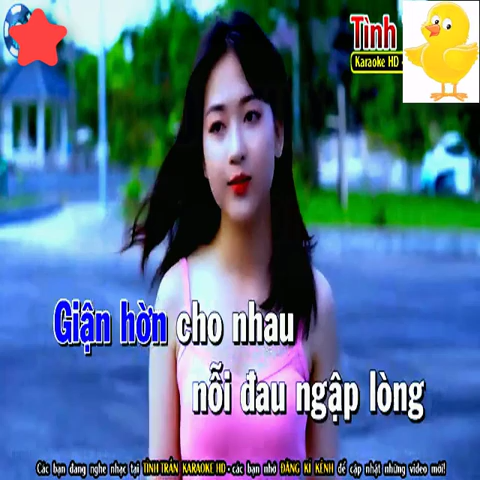 Tình
Karaoke HD -
Giận hờn cho nhau
nỗi đau ngập lòng
Các bạn đang nghe nhạc tại TÌNH TRẦN KARAOKE HD - các bạn nhớ ĐĂNG KÍ KÊNH để cập nhật những video mới!